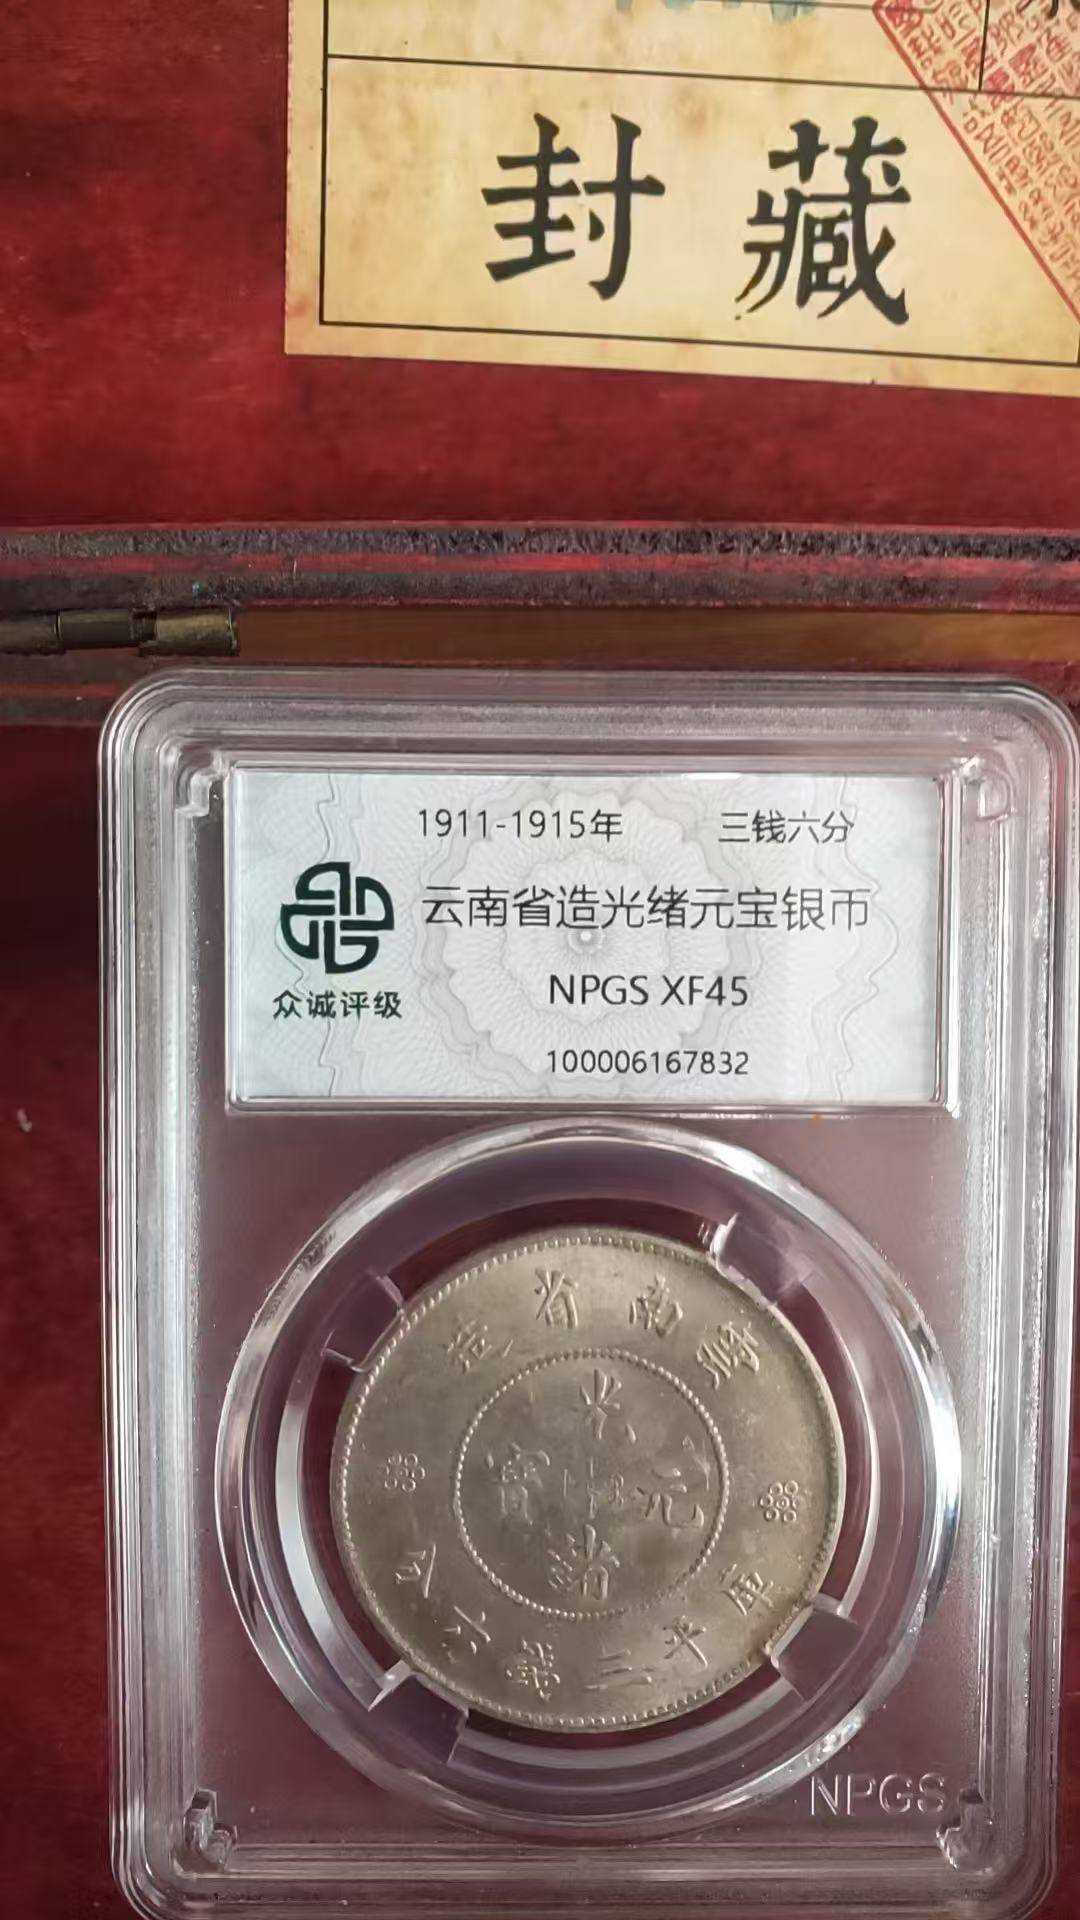 封藏
1911-1915年 三钱六分
云南省造光绪元宝银币
众诚评级
NPGS XF45
100006167832
造省南雲
光
寶元
緒
庫平三錢六分
NPGS